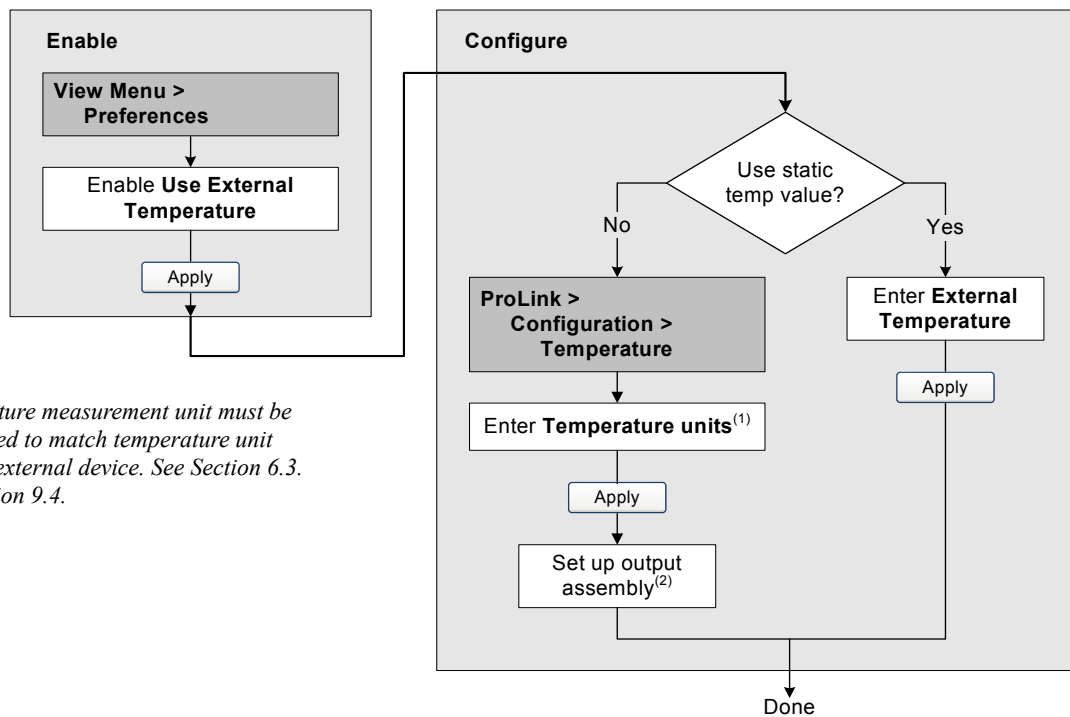 Enable
View Menu >
Preferences
Enable Use External
Temperature
Apply
Configure
Use static
temp value?
No
Yes
ProLink >
Configuration >
Temperature
Enter Temperature units(1)
Apply
Set up output
assembly(2)
Enter External
Temperature
Apply
Done
ture measurement unit must be
ed to match temperature unit
external device. See Section 6.3.
ion 9.4.